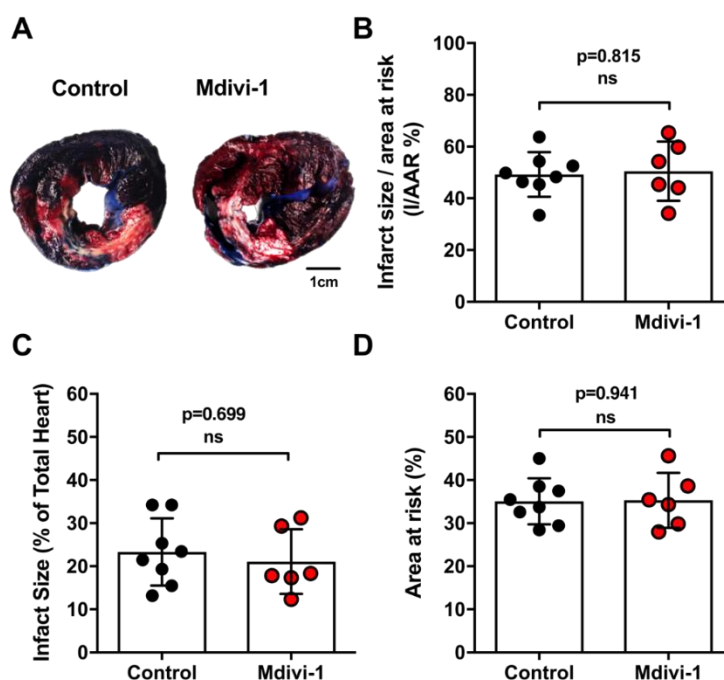 A
Control Mdivi-1
1cm
B
Infarct size / area at risk
(I/AAR %)
100
80
60
40
20
0
p=0.815
ns
Control Mdivi-1
C
Infact Size (% of Total Heart)
60
50
40
30
20
10
0
p=0.699
ns
Control Mdivi-1
D
Area at risk (%)
60
50
40
30
20
10
0
p=0.941
ns
Control Mdivi-1